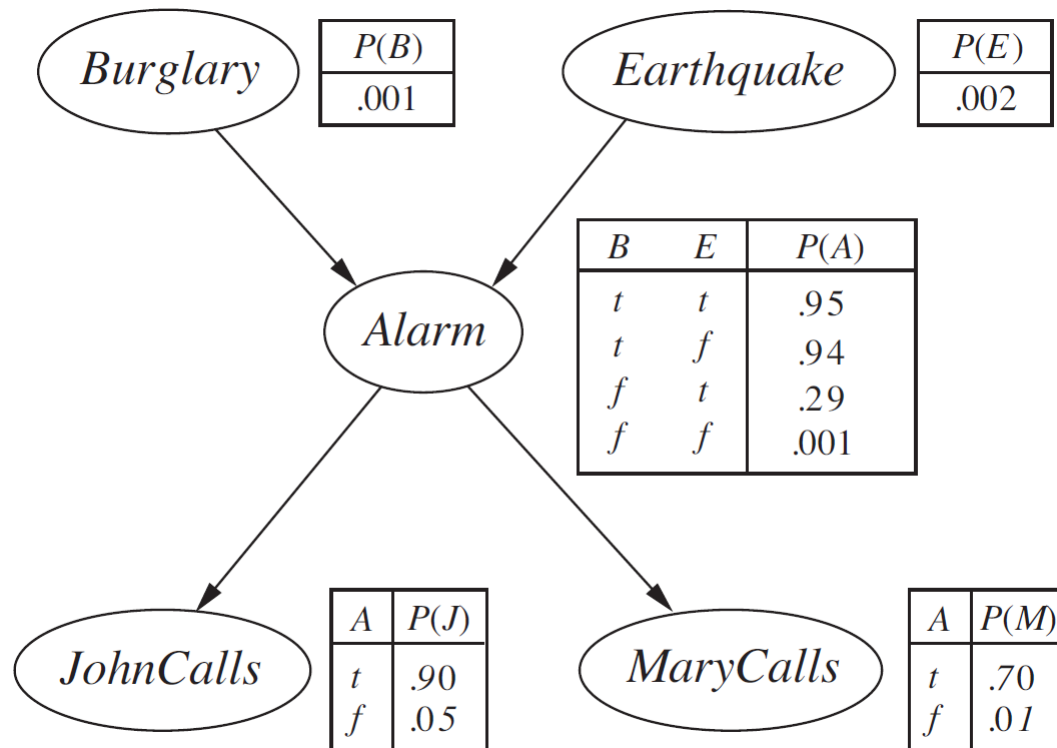 Burglary
P(B)
.001
Earthquake
P(E)
.002
B E P(A)
t t .95
t f .94
f t .29
f f .001
Alarm
JohnCalls
A P(J)
t .90
f .05
MaryCalls
A P(M)
t .70
f .01